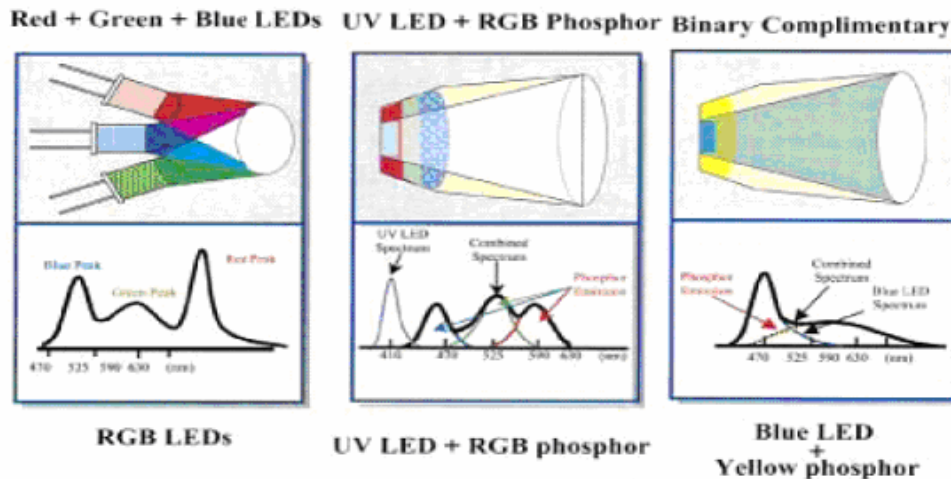 Red + Green + Blue LEDs
UV LED + RGB Phosphor
Binary Complimentary
Blue Peak
Green Peak
Red Peak
470 525 590 630 (nm)
RGB LEDs
UV LED
Spectrum
Combined
Spectrum
Phosphor
Emissions
410 470 525 590 630 (nm)
UV LED + RGB phosphor
Phosphor
Emission
Combined
Spectrum
Blue LED
Spectrum
470 525 590 630 (nm)
Blue LED
+
Yellow phosphor